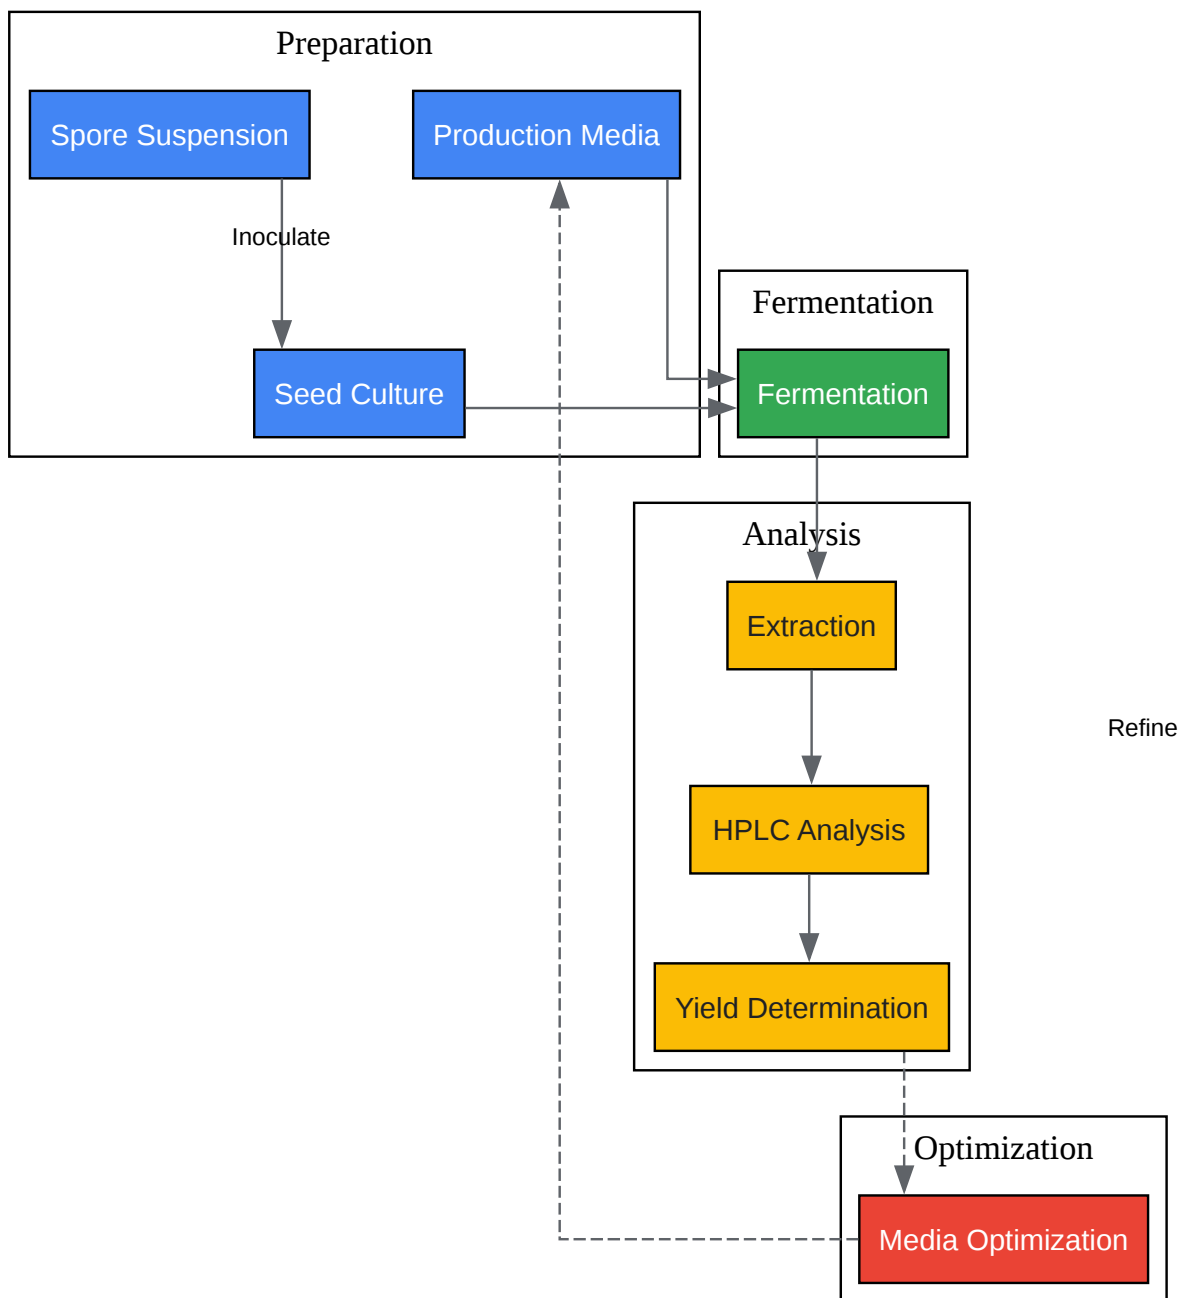 Preparation
Spore Suspension
Production Media
Inoculate
Fermentation
Seed Culture
Fermentation
Analysis
Extraction
Refine
HPLC Analysis
Yield Determination
Optimization
Media Optimization